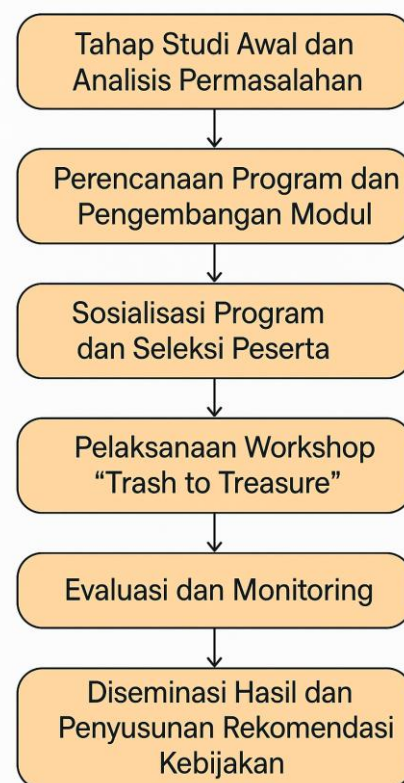 Tahap Studi Awal dan
Analisis Permasalahan
Perencanaan Program dan
Pengembangan Modul
Sosialisasi Program
dan Seleksi Peserta
Pelaksanaan Workshop
“Trash to Treasure”
Evaluasi dan Monitoring
Diseminasi Hasil dan
Penyusunan Rekomendasi
Kebijakan